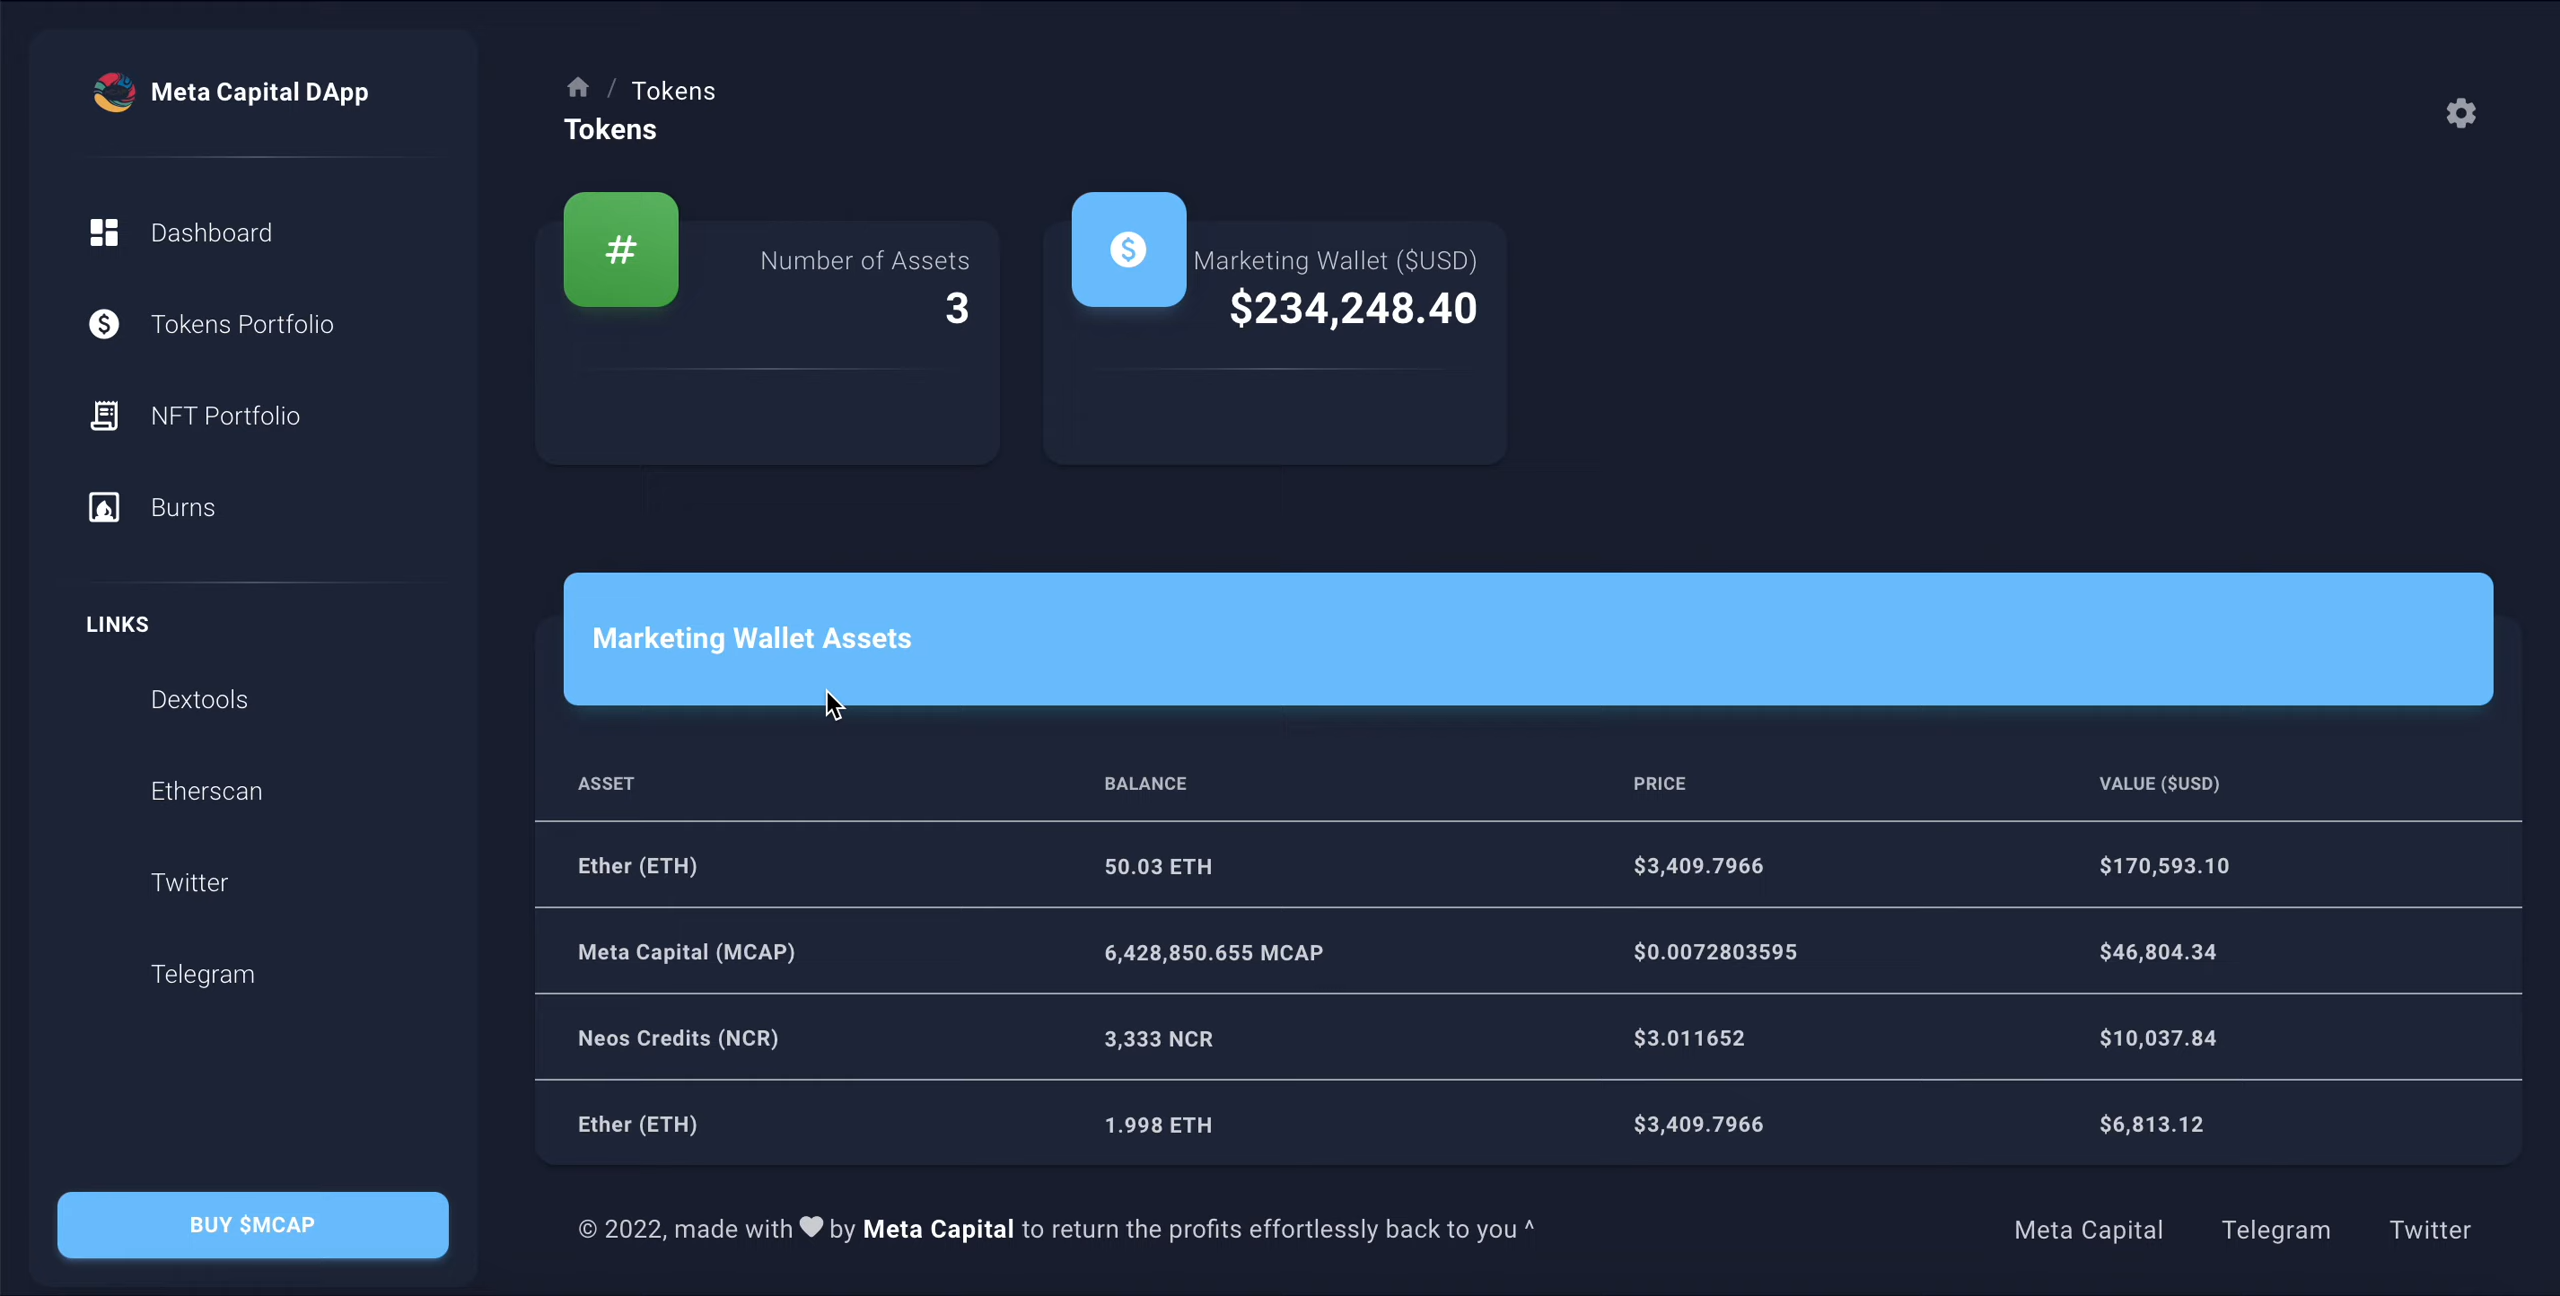 Meta Capital DApp
Dashboard
Tokens Portfolio
NFT Portfolio
Burns
LINKS
Dextools
Etherscan
Twitter
Telegram
BUY $MCAP
/ Tokens
Tokens
#
Number of Assets
3
$
Marketing Wallet ($USD)
$234,248.40
Marketing Wallet Assets
ASSET BALANCE PRICE VALUE ($USD)
Ether (ETH) 50.03 ETH $3,409.7966 $170,593.10
Meta Capital (MCAP) 6,428,850.655 MCAP $0.0072803595 $46,804.34
Neos Credits (NCR) 3,333 NCR $3.011652 $10,037.84
Ether (ETH) 1.998 ETH $3,409.7966 $6,813.12
© 2022, made with ♥ by Meta Capital to return the profits effortlessly back to you ^
Meta Capital Telegram Twitter